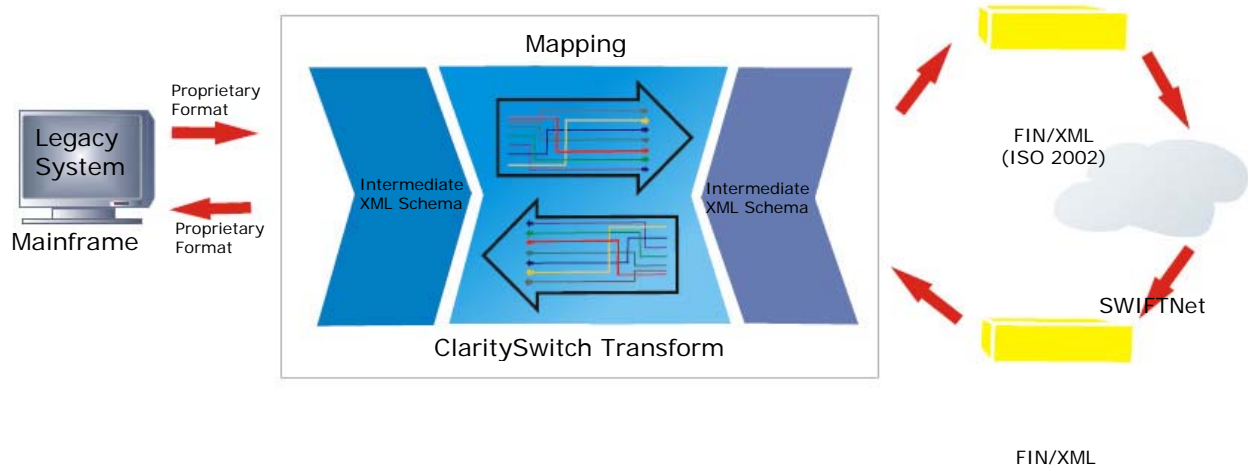 Mapping
Proprietary
Format
Legacy
System
Mainframe
Proprietary
Format
Intermediate
XML Schema
Intermediate
XML Schema
ClaritySwitch Transform
FIN/XML
(ISO 2002)
SWIFTNet
FIN/XML